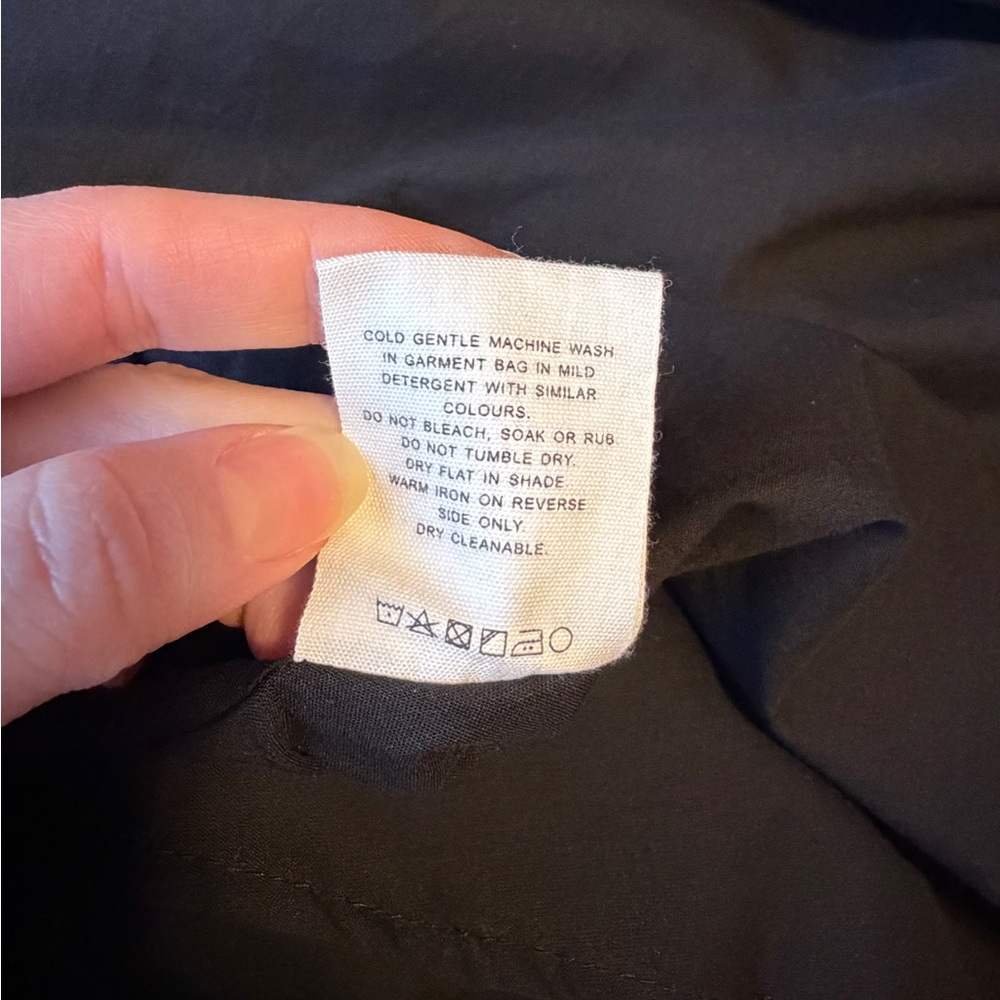 COLD GENTLE MACHINE WASH
IN GARMENT BAG IN MILD
DETERGENT WITH SIMILAR
COLOURS.
DO NOT BLEACH, SOAK OR RUB.
DO NOT TUMBLE DRY.
DRY FLAT IN SHADE
WARM IRON ON REVERSE
SIDE ONLY.
DRY CLEANABLE.